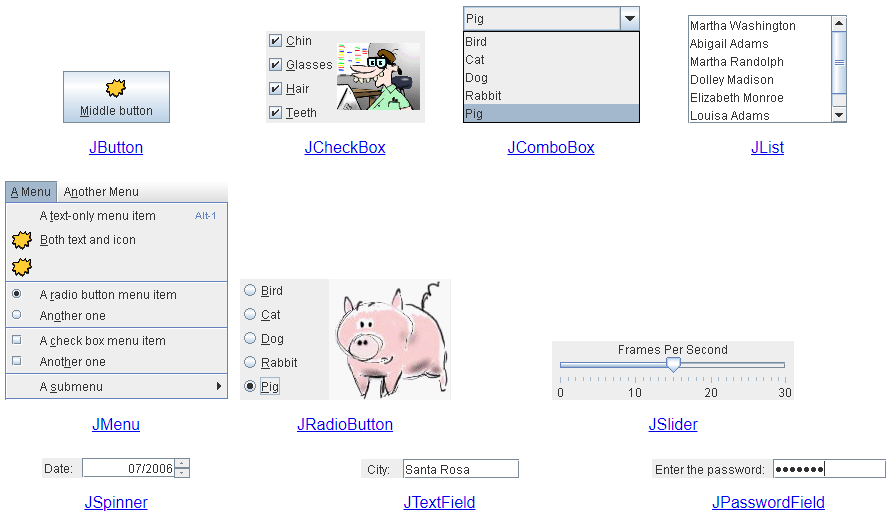 Middle button
JButton
Chin
Glasses
Hair
Teeth
JCheckBox
Pig
Bird
Cat
Dog
Rabbit
Pig
JComboBox
Martha Washington
Abigail Adams
Martha Randolph
Dolley Madison
Elizabeth Monroe
Louisa Adams
JList
A Menu Another Menu
A text-only menu item Alt-1
Both text and icon
A radio button menu item
Another one
A check box menu item
Another one
A submenu
JMenu
Bird
Cat
Dog
Rabbit
Pig
JRadioButton
Frames Per Second
0 10 20 30
JSlider
Date: 07/2006
JSpinner
City: Santa Rosa
JTextField
Enter the password: •••••••
JPasswordField